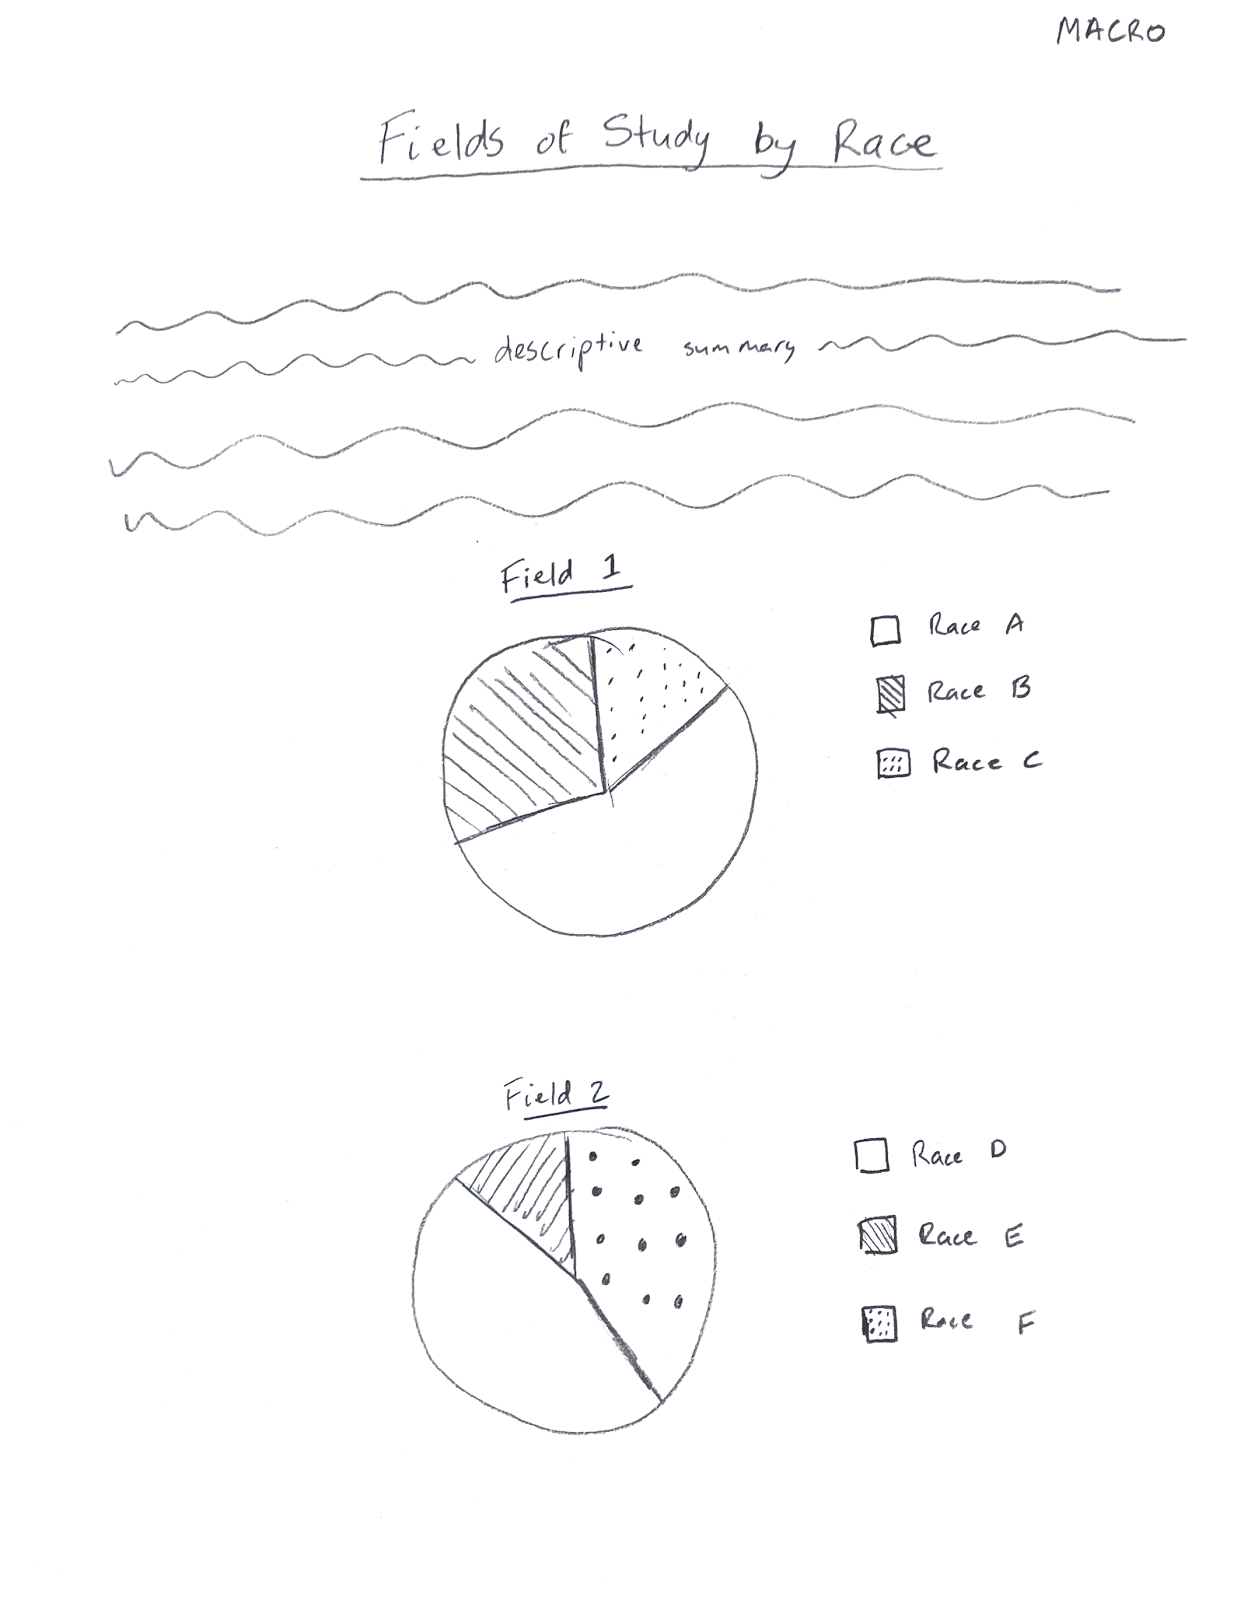 MACRO
Fields of Study by Race
descriptive summary
Field 1
Race A
Race B
Race C
Field 2
Race D
Race E
Race F